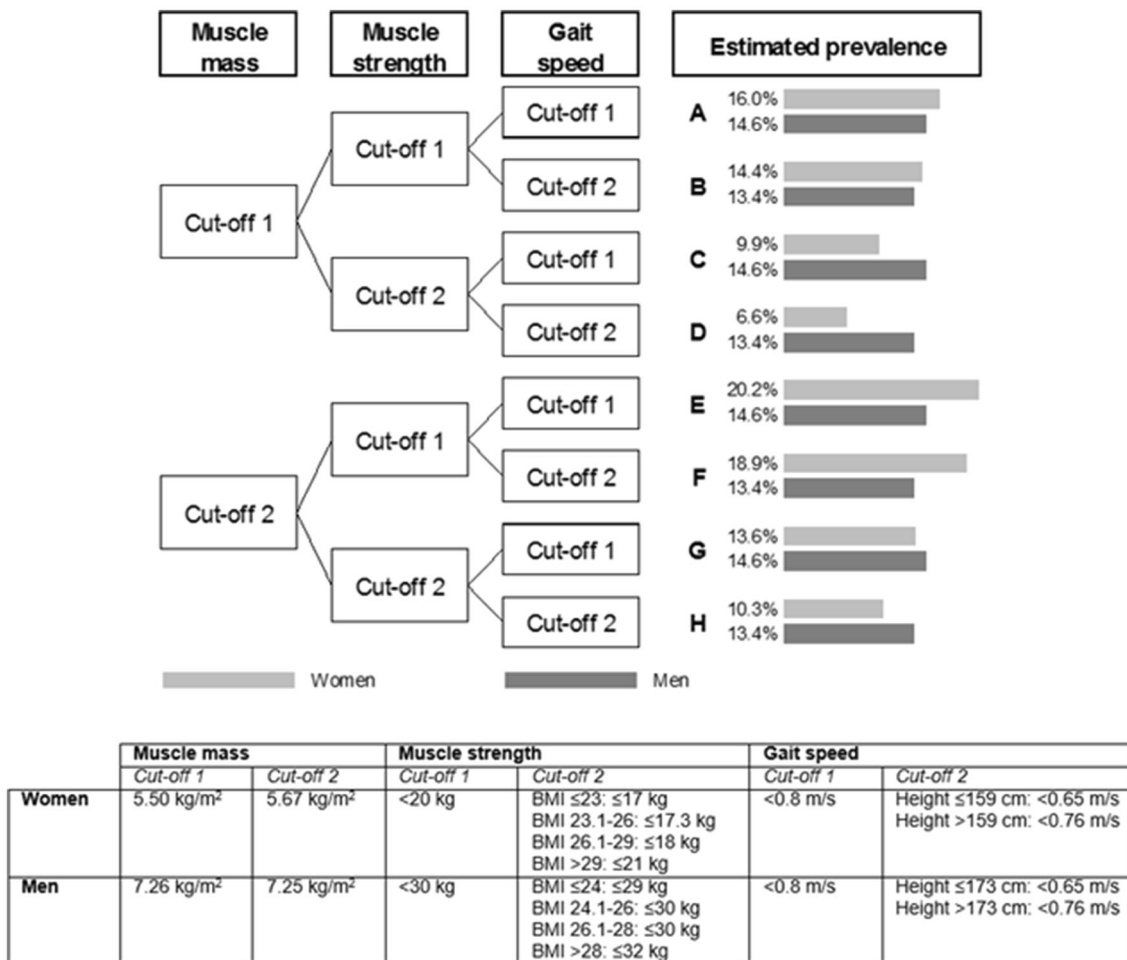 Muscle mass Muscle strength Gait speed Estimated prevalence
Cut-off 1
Cut-off 1
Cut-off 1
A 16.0%
14.6%
Cut-off 2
B 14.4%
13.4%
Cut-off 2
Cut-off 1
C 9.9%
14.6%
Cut-off 2
D 6.6%
13.4%
Cut-off 2
Cut-off 1
Cut-off 1
E 20.2%
14.6%
Cut-off 2
F 18.9%
13.4%
Cut-off 2
Cut-off 1
G 13.6%
14.6%
Cut-off 2
H 10.3%
13.4%
Women Men
Muscle mass Muscle strength Gait speed
Cut-off 1 Cut-off 2 Cut-off 1 Cut-off 2 Cut-off 1 Cut-off 2
Women 5.50 kg/m² 5.67 kg/m² <20 kg BMI ≤23: ≤17 kg <0.8 m/s Height ≤159 cm: <0.65 m/s
BMI 23.1-26: ≤17.3 kg Height >159 cm: <0.76 m/s
BMI 26.1-29: ≤18 kg
BMI >29: ≤21 kg
Men 7.26 kg/m² 7.25 kg/m² <30 kg BMI ≤24: ≤29 kg <0.8 m/s Height ≤173 cm: <0.65 m/s
BMI 24.1-26: ≤30 kg Height >173 cm: <0.76 m/s
BMI 26.1-28: ≤30 kg
BMI >28: ≤32 kg